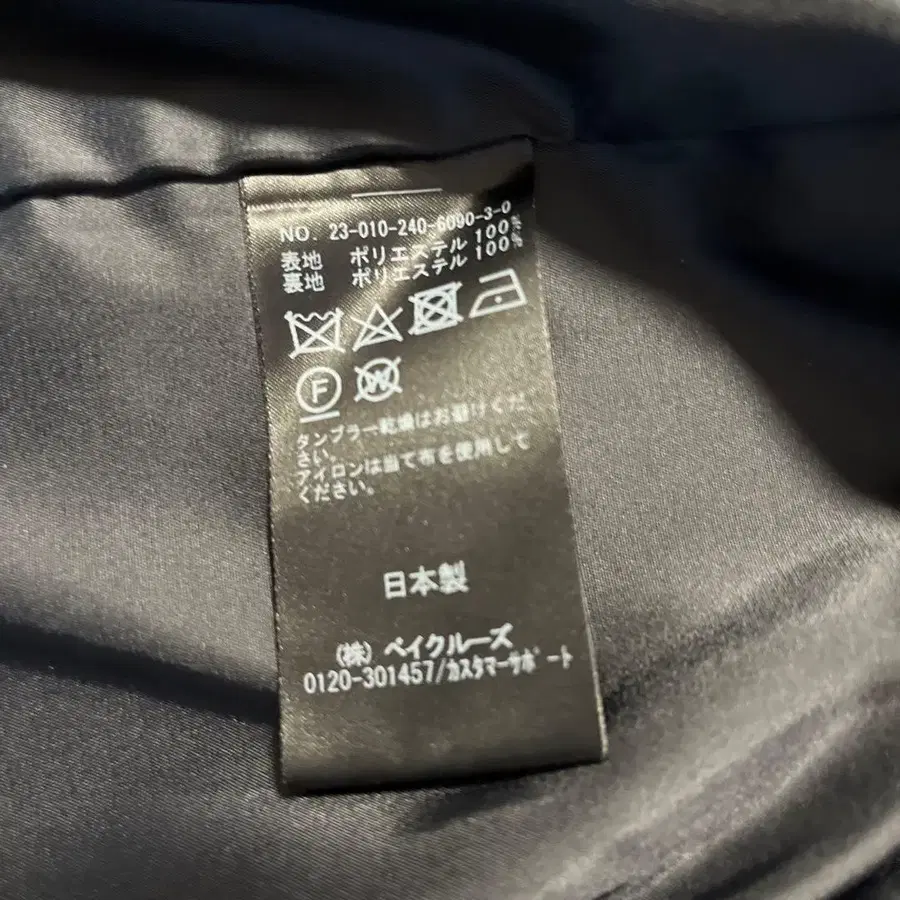 NO. 23-010-240-6090-3-0
表地 ポリエステル 100%
裏地 ポリエステル 100%
F
W
タンブラー乾燥はお避けくだ
さい。
アイロンは当て布を使用して
ください。
日本製
(株) ベイクルーズ
0120-301457/カスタマーサポート